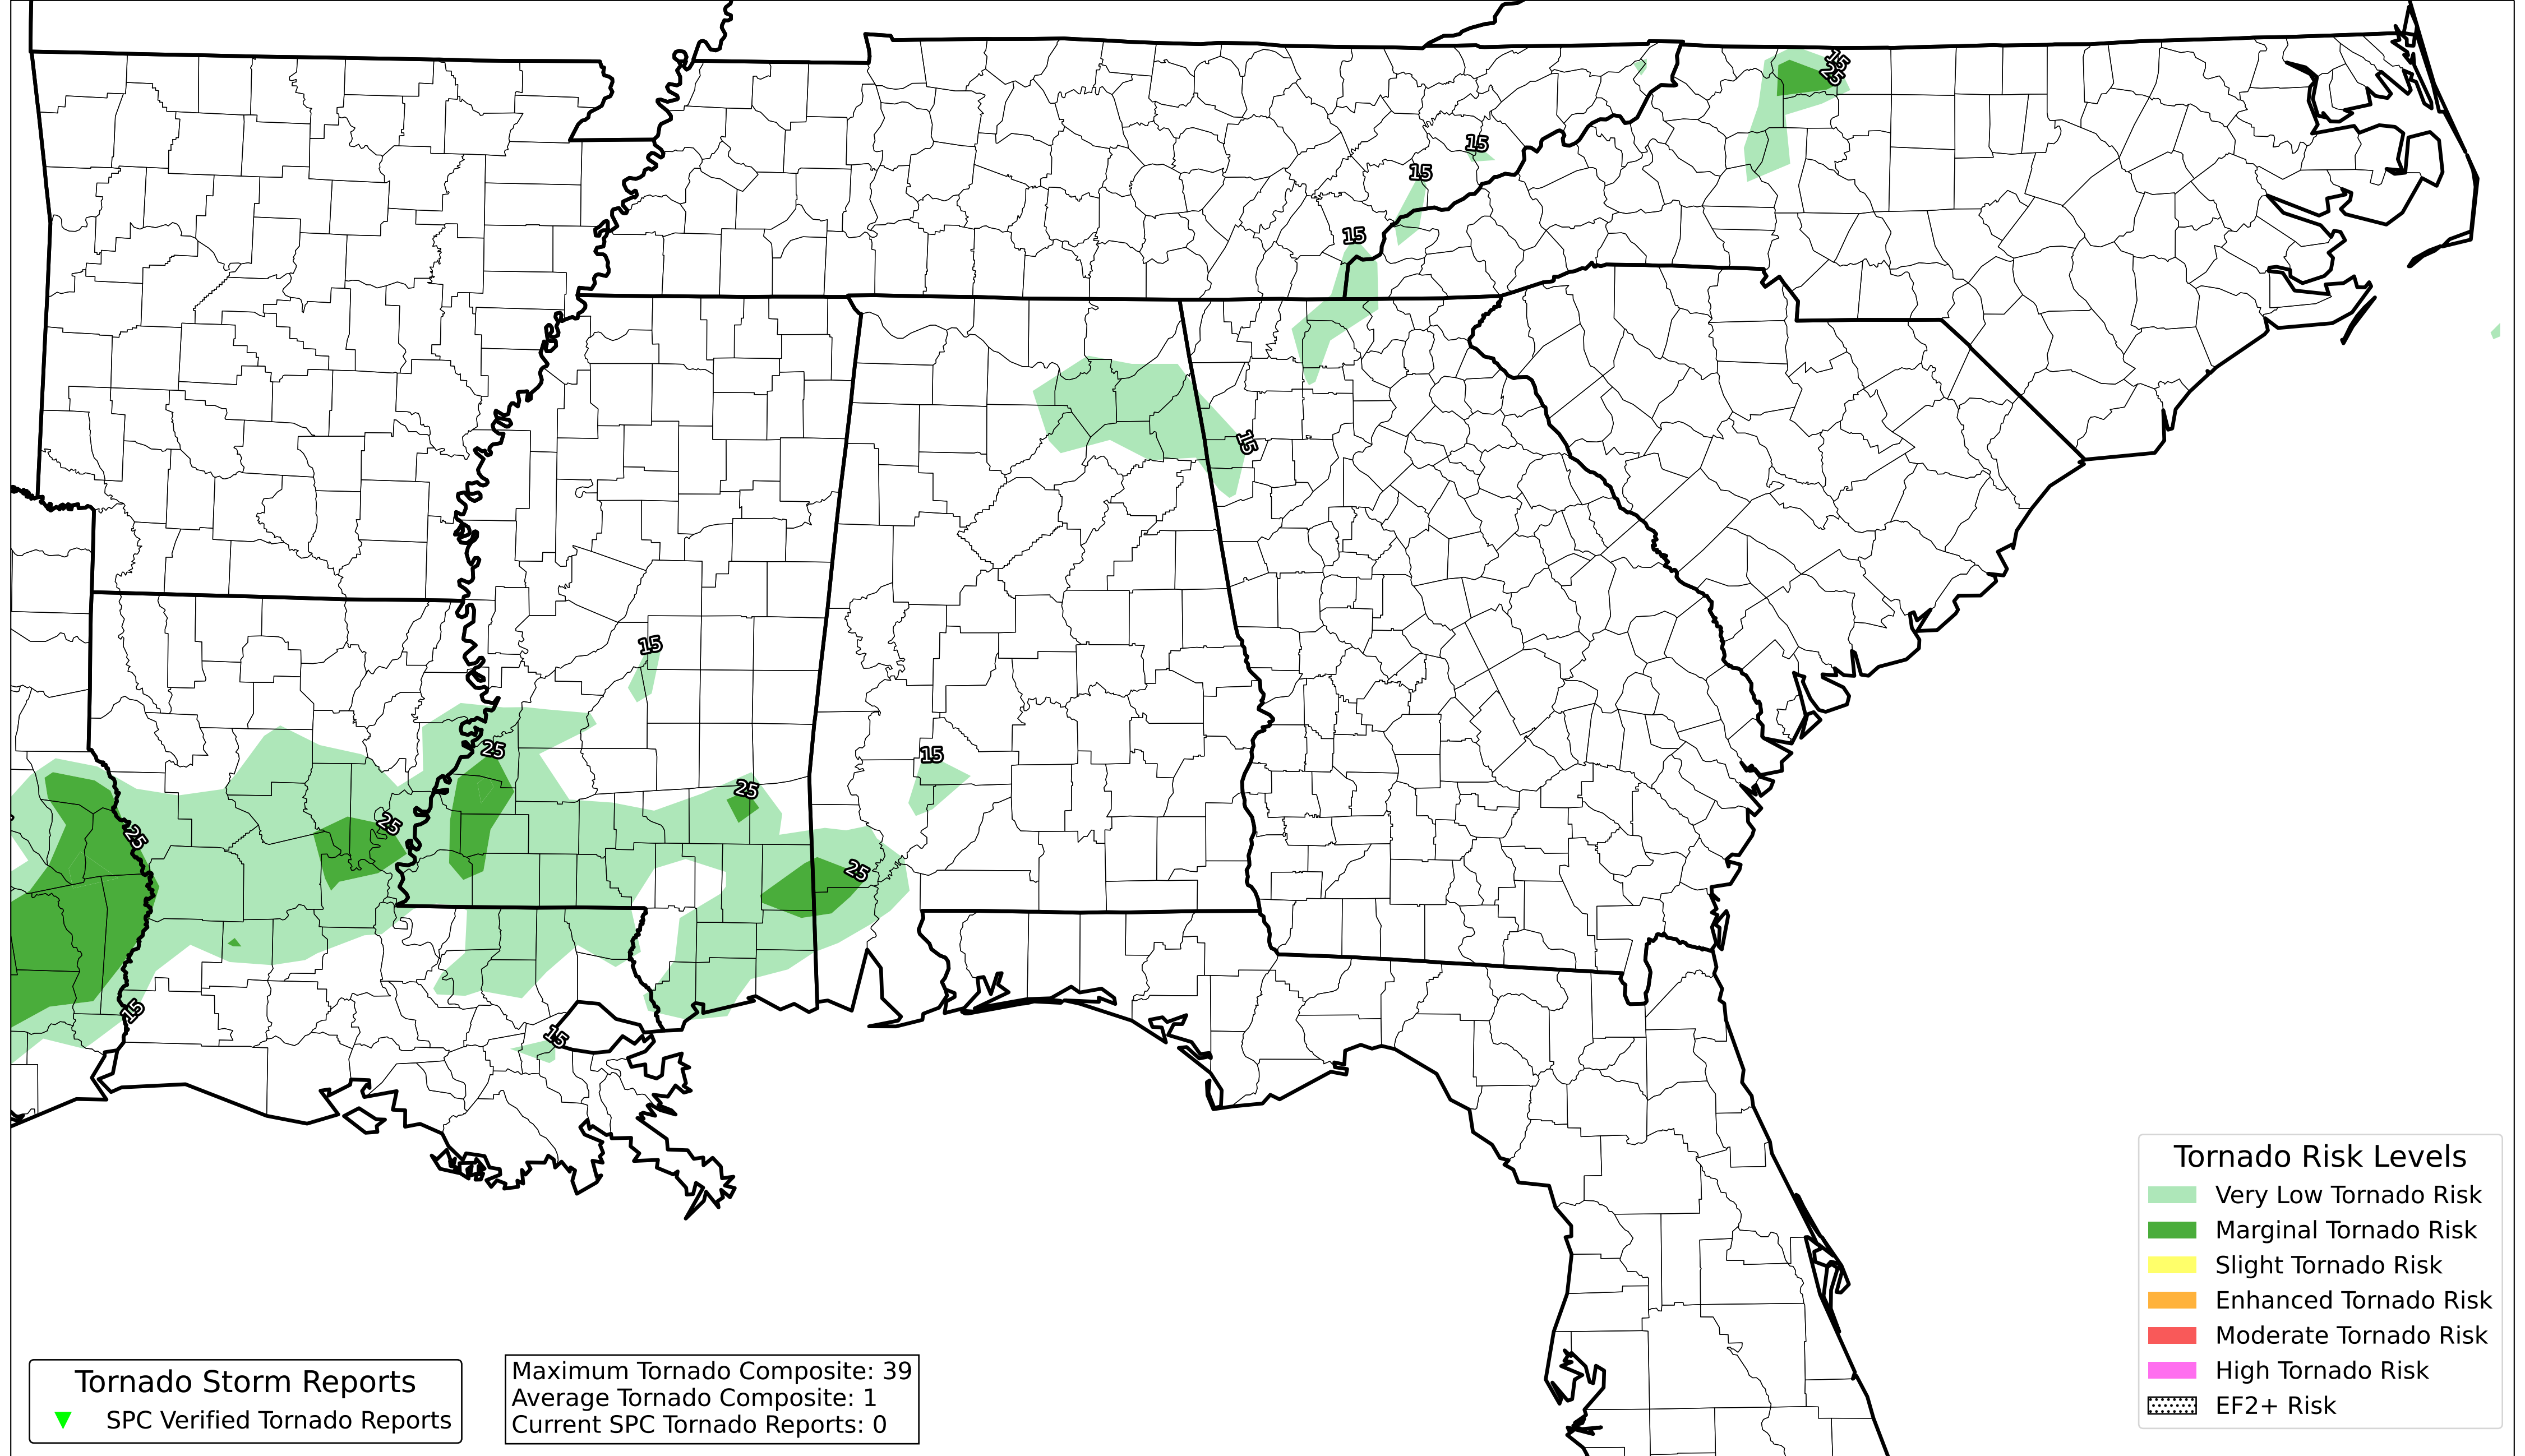 15
25
15
15
15
15
15
25
15
25
25
25
25
15
15
Tornado Risk Levels
Very Low Tornado Risk
Marginal Tornado Risk
Slight Tornado Risk
Enhanced Tornado Risk
Moderate Tornado Risk
High Tornado Risk
EF2+ Risk
Tornado Storm Reports
SPC Verified Tornado Reports
Maximum Tornado Composite: 39
Average Tornado Composite: 1
Current SPC Tornado Reports: 0